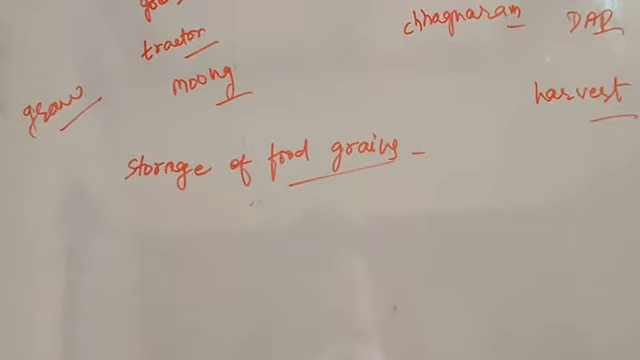 tractor
chhagnaram DAP
moong
gram
harvest
storage of food grains -